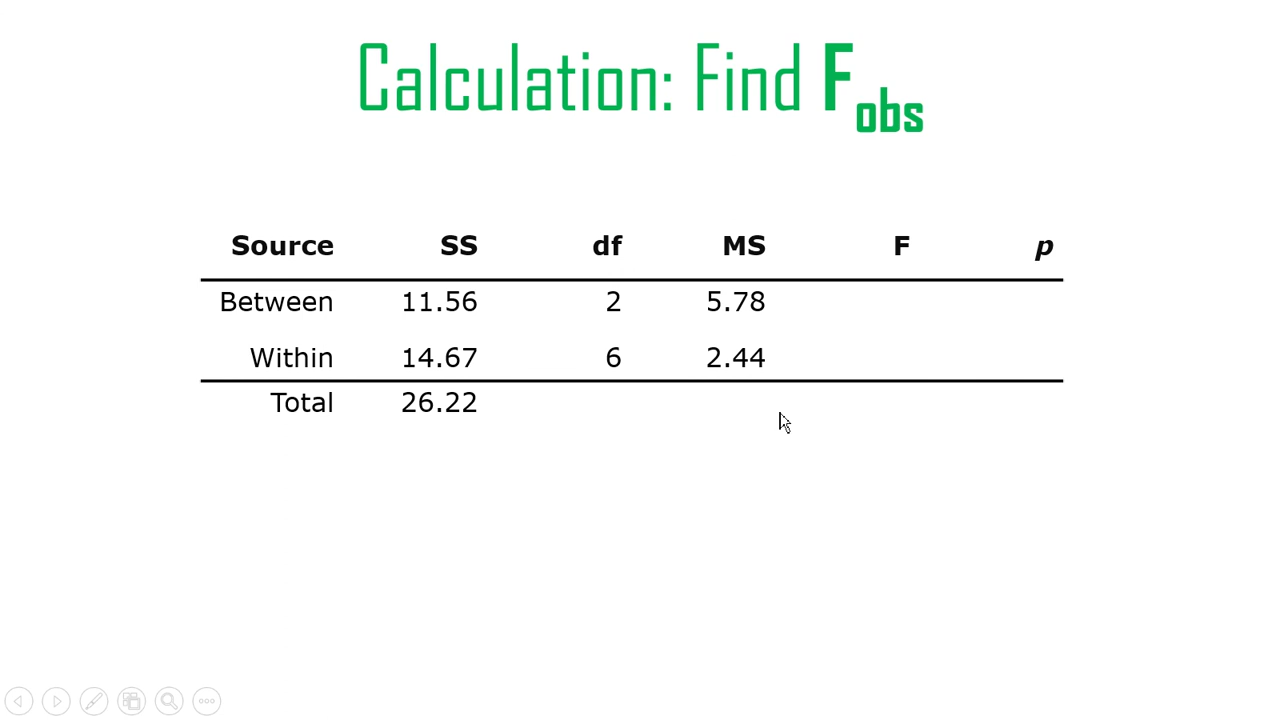 Calculation: Find Fobs
Source SS df MS F p
Between 11.56 2 5.78
Within 14.67 6 2.44
Total 26.22